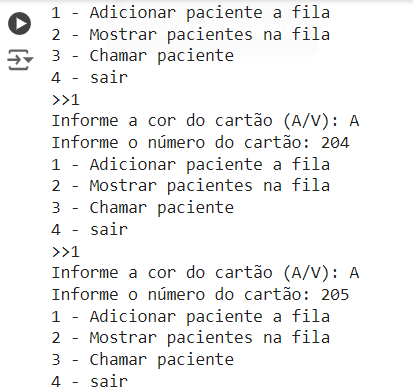 1 - Adicionar paciente a fila
2 - Mostrar pacientes na fila
3 - Chamar paciente
4 - sair
>>1
Informe a cor do cartão (A/V): A
Informe o número do cartão: 204
1 - Adicionar paciente a fila
2 - Mostrar pacientes na fila
3 - Chamar paciente
4 - sair
>>1
Informe a cor do cartão (A/V): A
Informe o número do cartão: 205
1 - Adicionar paciente a fila
2 - Mostrar pacientes na fila
3 - Chamar paciente
4 - sair